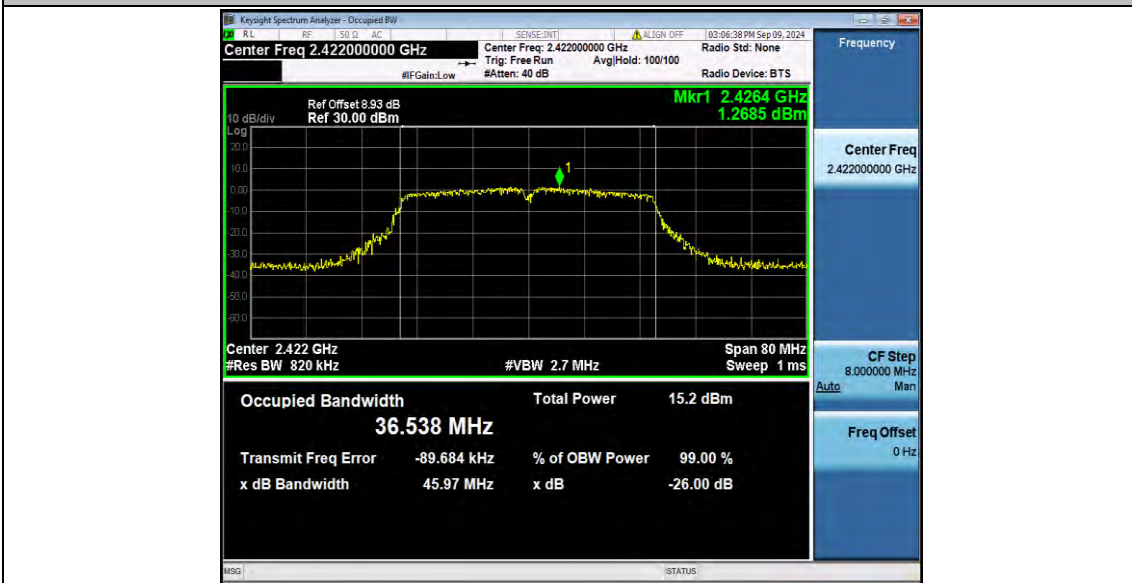 Keysight Spectrum Analyzer - Occupied BW
RL RF 50 Ω AC SENSE:INT ALIGN OFF 03:06:38 PM Sep 09, 2024
Center Freq 2.422000000 GHz Center Freq: 2.422000000 GHz Radio Std: None Frequency
Trig: Free Run Avg|Hold: 100/100
#IFGain:Low #Atten: 40 dB Radio Device: BTS
Mkr1 2.4264 GHz
Ref Offset 8.93 dB 1.2685 dBm
10 dB/div Ref 30.00 dBm
Log
20.0
10.0
0.00
-10.0
-20.0
-30.0
-40.0
-50.0
-60.0
1
Center Freq
2.422000000 GHz
Center 2.422 GHz Span 80 MHz
#Res BW 820 kHz #VBW 2.7 MHz Sweep 1 ms
CF Step
8.000000 MHz
Auto Man
Occupied Bandwidth Total Power 15.2 dBm
36.538 MHz
Freq Offset
0 Hz
Transmit Freq Error -89.684 kHz % of OBW Power 99.00 %
x dB Bandwidth 45.97 MHz x dB -26.00 dB
MSG STATUS